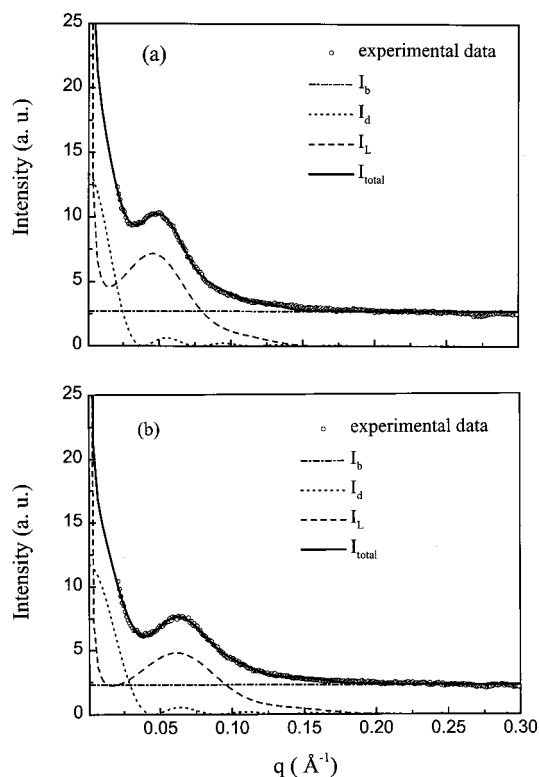 25
20
15
10
5
0
Intensity (a. u.)
(a)
experimental data
I_b
I_d
I_L
I_total
25
20
15
10
5
0
Intensity (a. u.)
(b)
experimental data
I_b
I_d
I_L
I_total
0.05 0.10 0.15 0.20 0.25 0.30
q ( Å⁻¹)